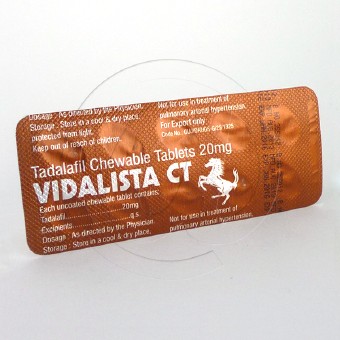 Dosage : As directed by the Physician.
Storage : Store in a cool & dry place,
protected from light.
Keep out of reach of children.
Not for use in treatment of
pulmonary arterial hypertension.
For Export only.
Tadalafil Chewable Tablets 20mg
VIDALISTA CT
Each uncoated chewable tablet contains:
Tadalafil 20mg
Excipients q.s.
Dosage : As directed by the Physician.
Storage : Store in a cool & dry place,
Not for use in treatment of
pulmonary arterial hypertension.